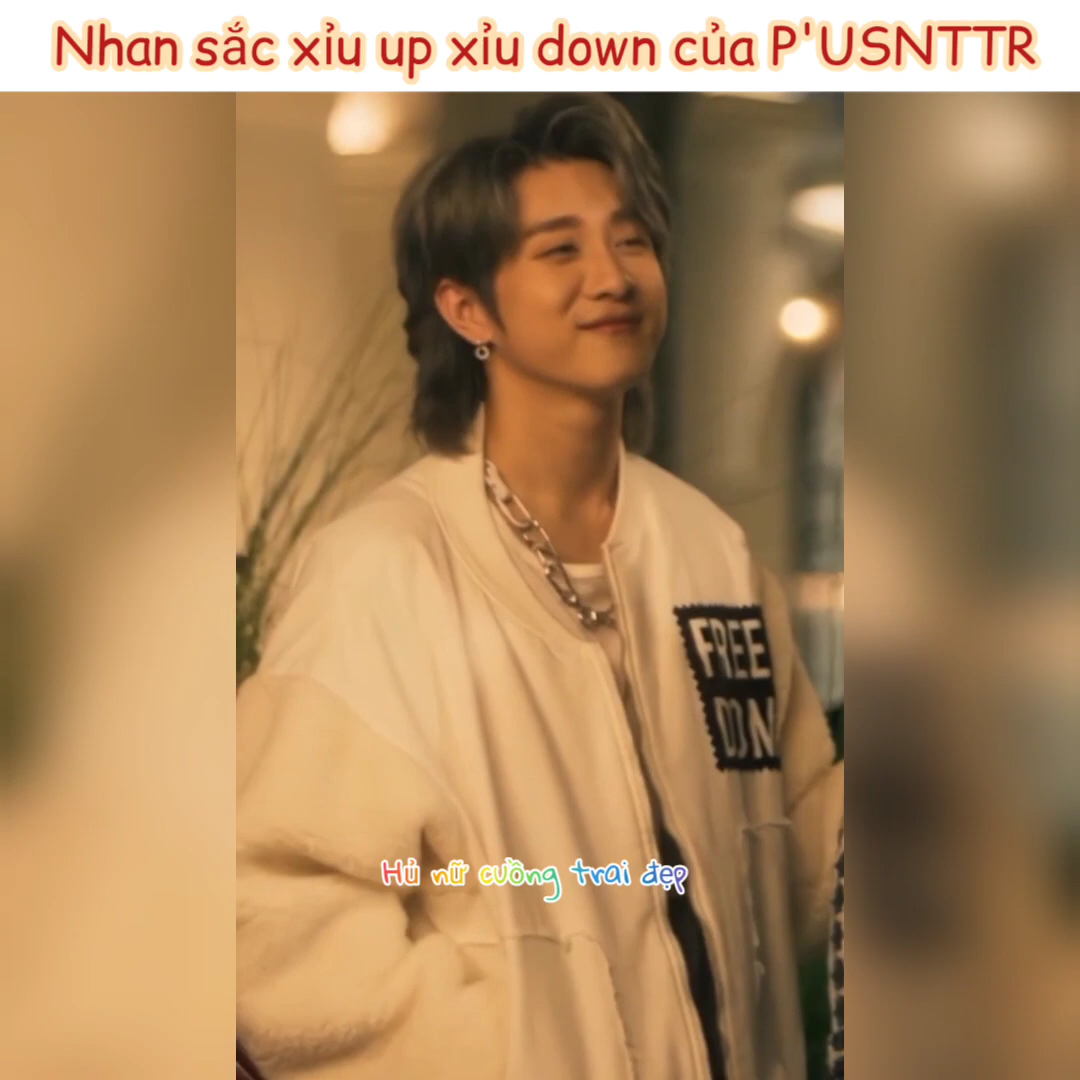 Nhan sắc xỉu up xỉu down của P'USNTTR
FREE
DOM
Hủ nữ cuồng trai đẹp